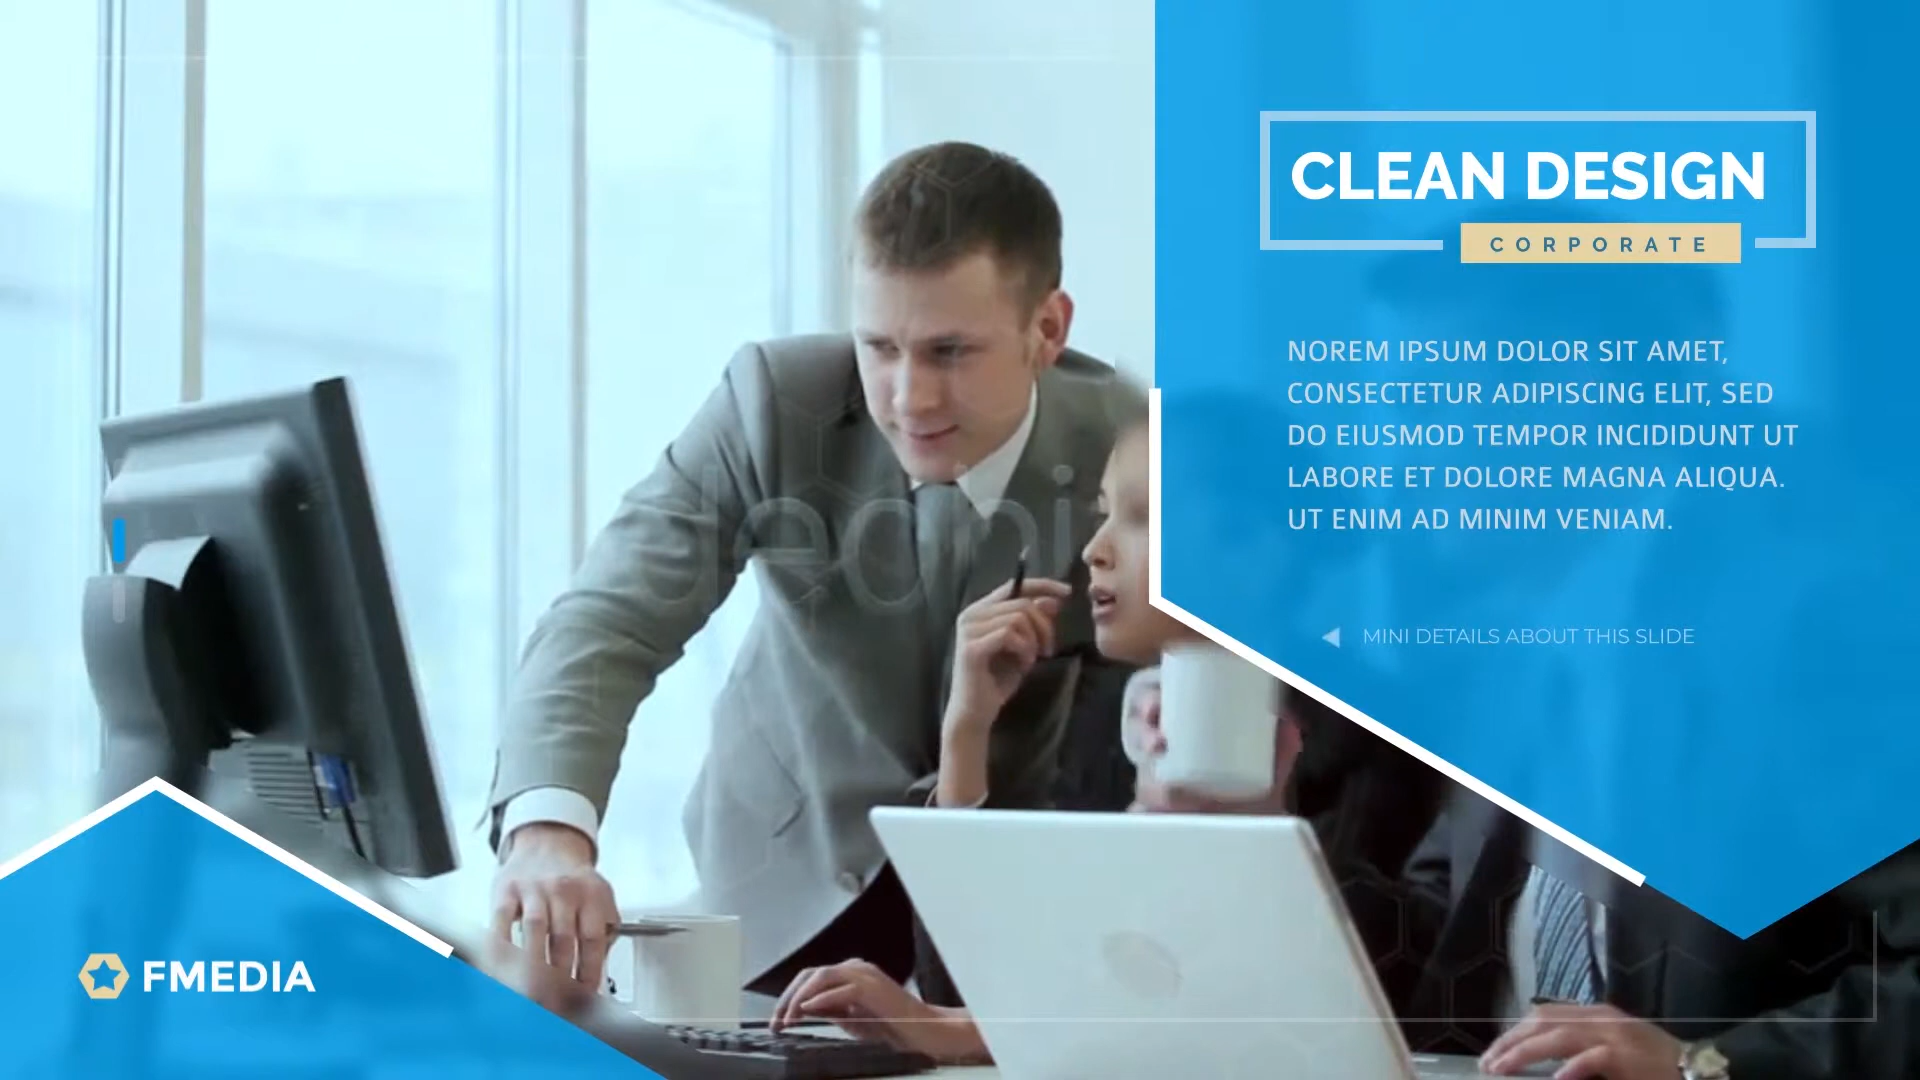 CLEAN DESIGN
CORPORATE
NOREM IPSUM DOLOR SIT AMET,
CONSECTETUR ADIPISCING ELIT, SED
DO EIUSMOD TEMPOR INCIDIDUNT UT
LABORE ET DOLORE MAGNA ALIQUA.
UT ENIM AD MINIM VENIAM.
MINI DETAILS ABOUT THIS SLIDE
FMEDIA